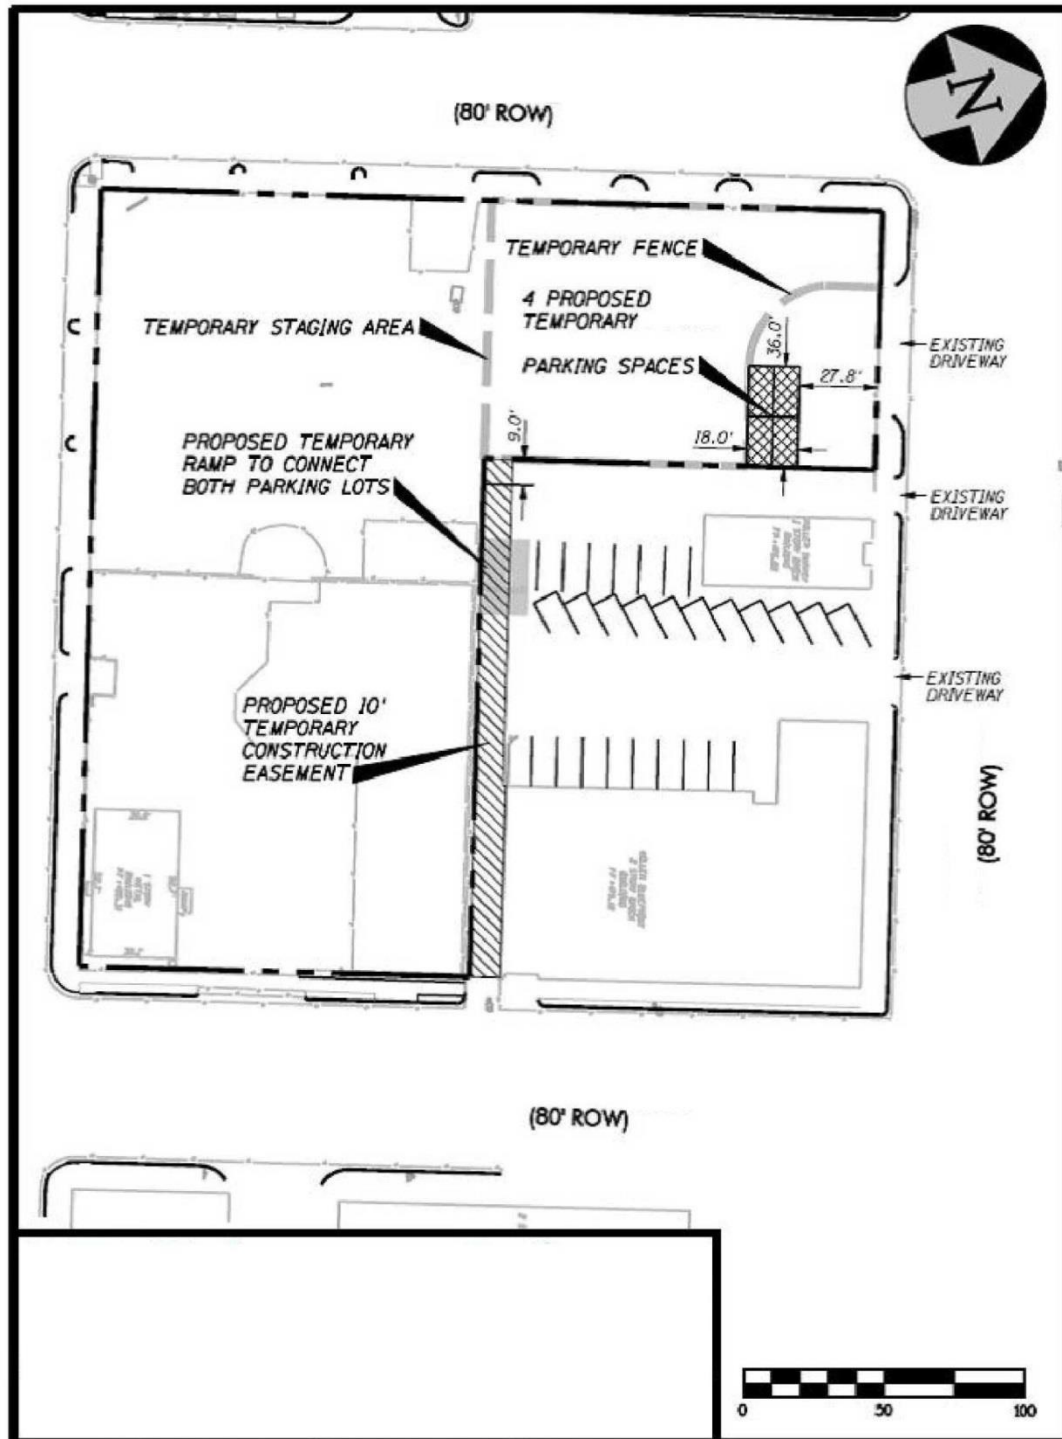 N
(80' ROW)
TEMPORARY FENCE
4 PROPOSED
TEMPORARY
PARKING SPACES
TEMPORARY STAGING AREA
36.0'
27.8'
18.0'
9.0'
EXISTING
DRIVEWAY
PROPOSED TEMPORARY
RAMP TO CONNECT
BOTH PARKING LOTS
EXISTING
DRIVEWAY
EXISTING
DRIVEWAY
PROPOSED 10'
TEMPORARY
CONSTRUCTION
EASEMENT
(80' ROW)
(80' ROW)
0 50 100